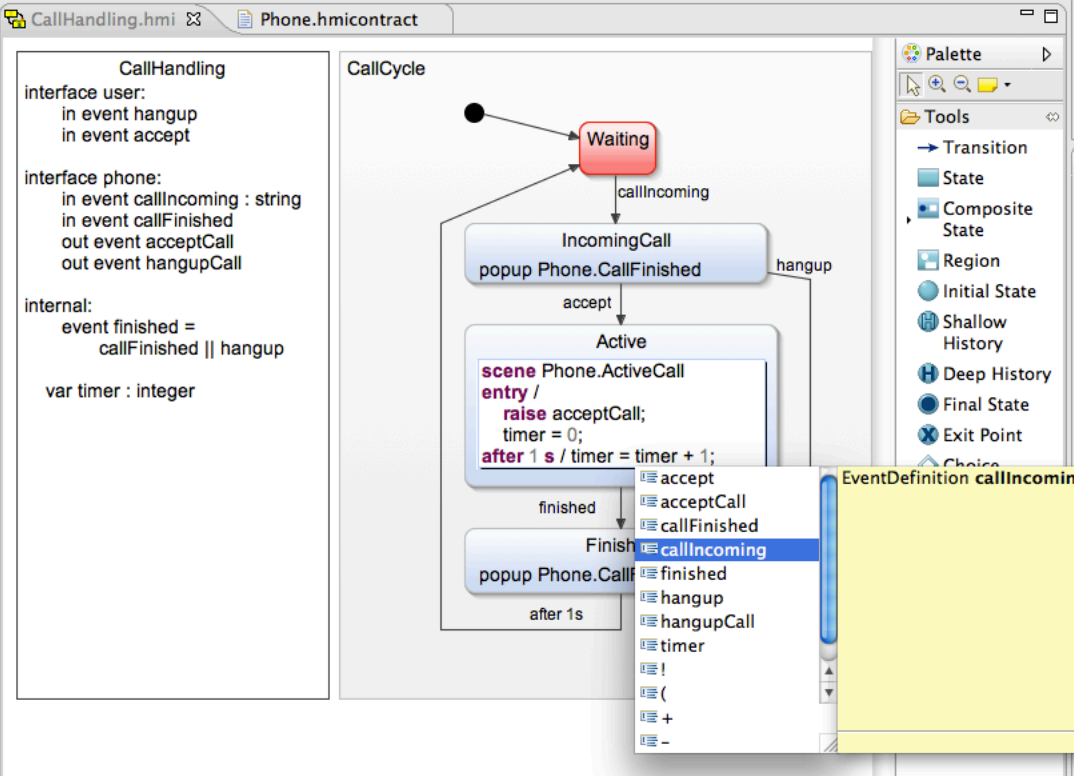 CallHandling.hmi
Phone.hmicontract
CallHandling
interface user:
in event hangup
in event accept
interface phone:
in event callIncoming : string
in event callFinished
out event acceptCall
out event hangupCall
internal:
event finished =
callFinished || hangup
var timer : integer
CallCycle
Waiting
callIncoming
IncomingCall
popup Phone.CallFinished
hangup
accept
Active
scene Phone.ActiveCall
entry /
raise acceptCall;
timer = 0;
after 1 s / timer = timer + 1;
finished
Finish
popup Phone.CallF
after 1s
accept
acceptCall
callFinished
callIncoming
finished
hangup
hangupCall
timer
!
(
+
-
EventDefinition callIncomin
Palette
Tools
Transition
State
Composite
State
Region
Initial State
Shallow
History
Deep History
Final State
Exit Point
Choice